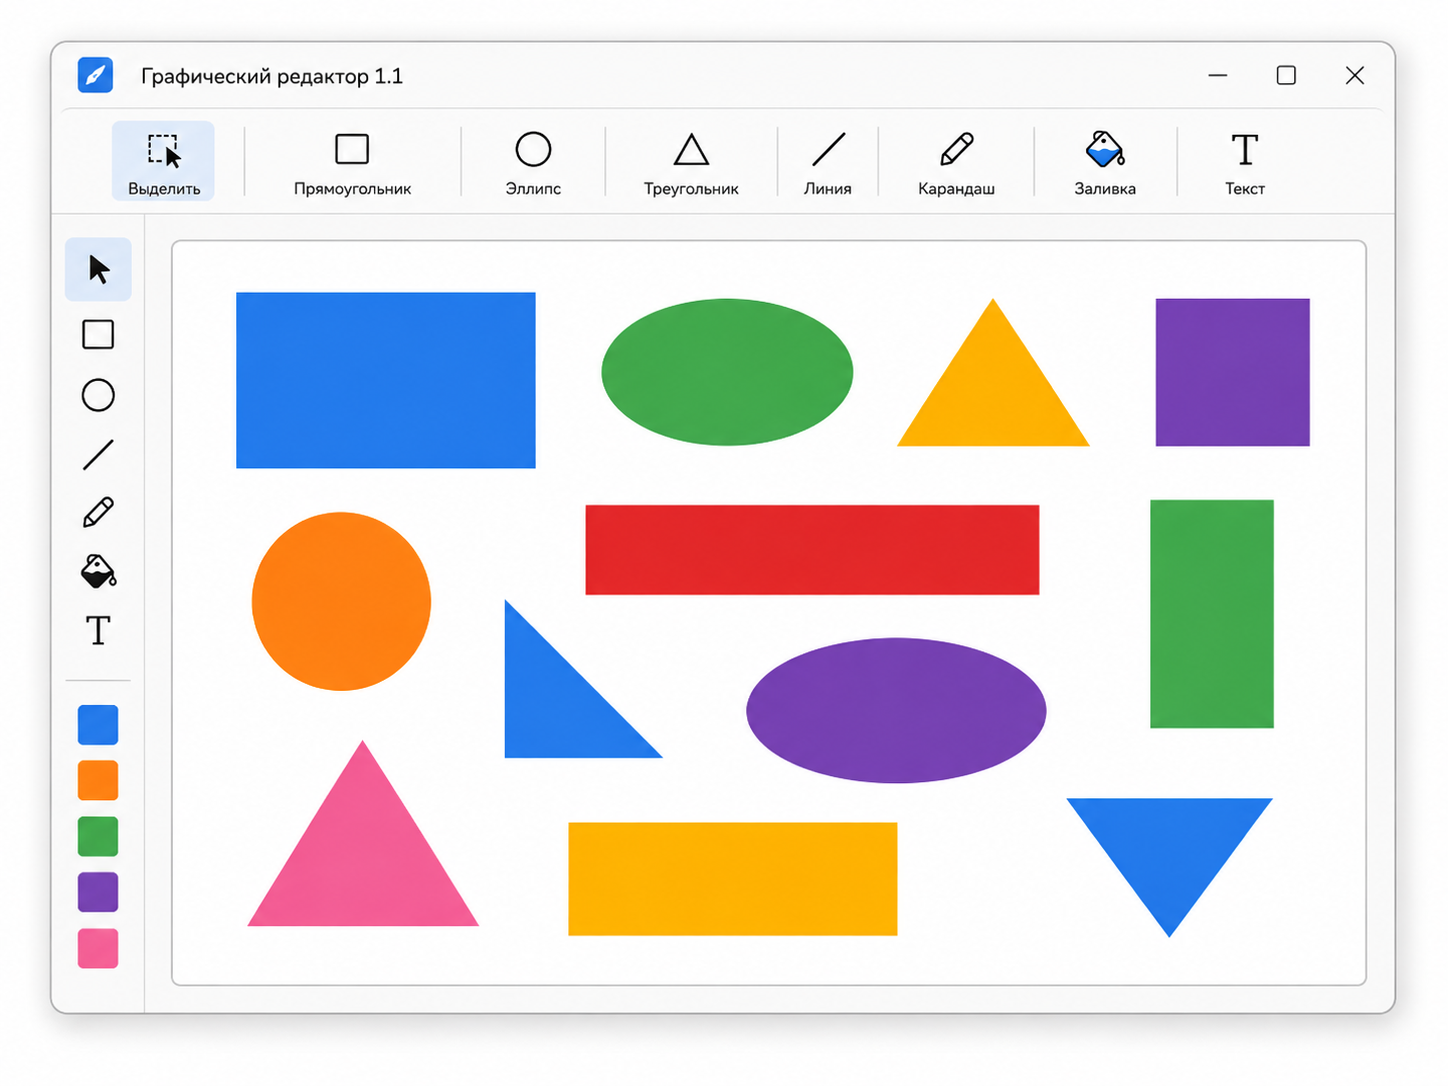 Графический редактор 1.1
Выделить
Прямоугольник
Эллипс
Треугольник
Линия
Карандаш
Заливка
T
Текст
T